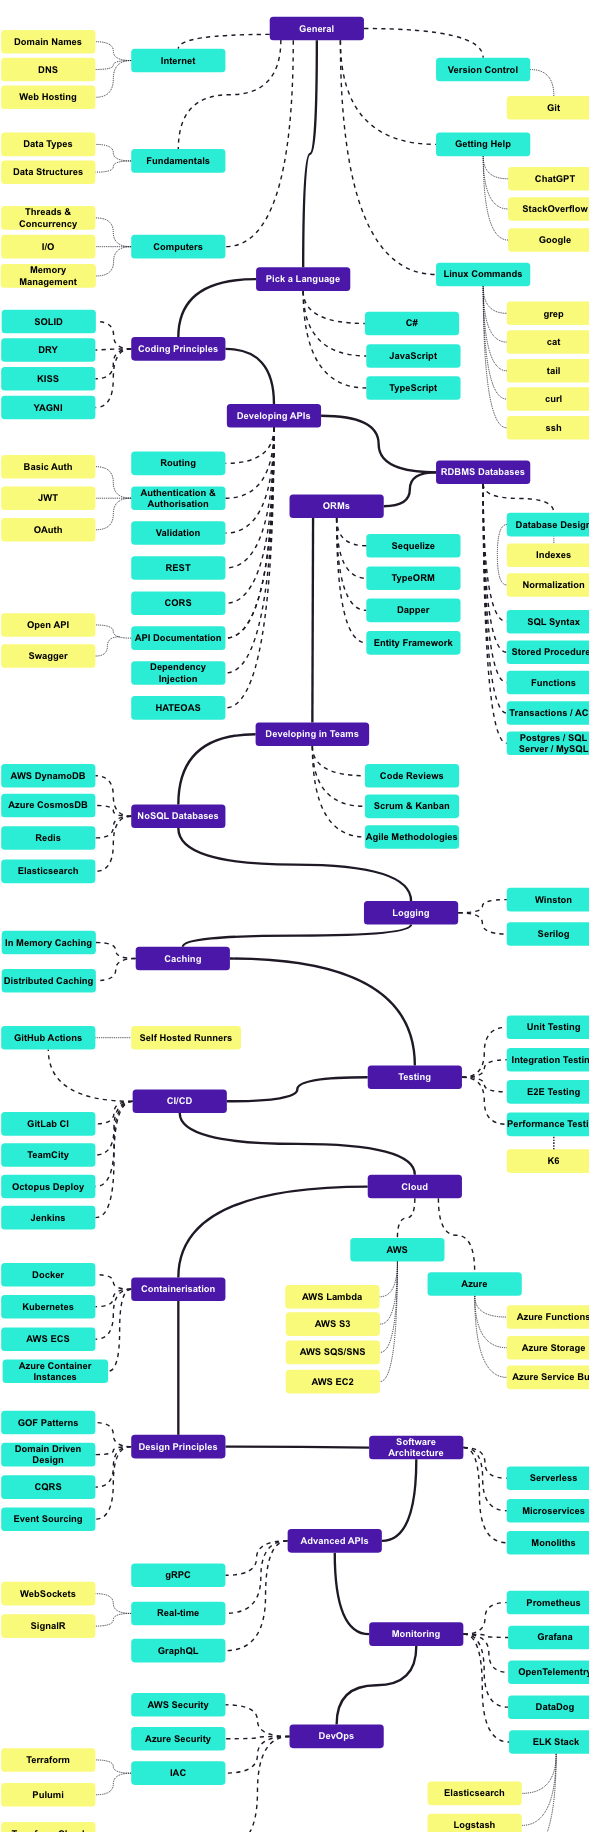 General
Domain Names
Internet
DNS
Web Hosting
Version Control
Git
Data Types
Fundamentals
Data Structures
Getting Help
ChatGPT
StackOverflow
Google
Threads &
Concurrency
I/O
Computers
Memory
Management
Pick a Language
Linux Commands
grep
cat
tail
curl
ssh
C#
JavaScript
TypeScript
SOLID
DRY
KISS
YAGNI
Coding Principles
Developing APIs
Routing
Basic Auth
JWT
OAuth
Authentication &
Authorisation
Validation
REST
CORS
Open API
Swagger
API Documentation
Dependency
Injection
HATEOAS
RDBMS Databases
ORMs
Sequelize
TypeORM
Dapper
Entity Framework
Database Design
Indexes
Normalization
SQL Syntax
Stored Procedure
Functions
Transactions / AC
Postgres / SQL
Server / MySQL
Developing in Teams
Code Reviews
Scrum & Kanban
Agile Methodologies
AWS DynamoDB
Azure CosmosDB
Redis
Elasticsearch
NoSQL Databases
Logging
Winston
Serilog
In Memory Caching
Distributed Caching
Caching
GitHub Actions
Self Hosted Runners
Testing
Unit Testing
Integration Testin
E2E Testing
Performance Testi
K6
CI/CD
GitLab CI
TeamCity
Octopus Deploy
Jenkins
Cloud
AWS
AWS Lambda
AWS S3
AWS SQS/SNS
AWS EC2
Azure
Azure Functions
Azure Storage
Azure Service Bu
Docker
Kubernetes
AWS ECS
Azure Container
Instances
Containerisation
GOF Patterns
Domain Driven
Design
CQRS
Event Sourcing
Design Principles
Software
Architecture
Serverless
Microservices
Monoliths
Advanced APIs
gRPC
WebSockets
SignalR
Real-time
GraphQL
Monitoring
Prometheus
Grafana
OpenTelementry
DataDog
ELK Stack
Elasticsearch
Logstash
DevOps
AWS Security
Azure Security
IAC
Terraform
Pulumi